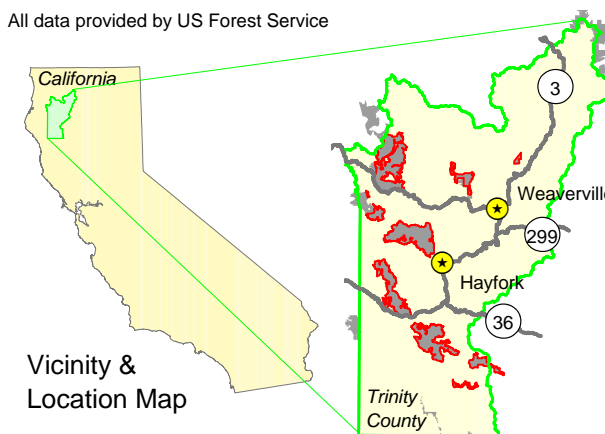 All data provided by US Forest Service
California
3
Weaverville
299
Hayfork
36
Vicinity &
Location Map
Trinity
County